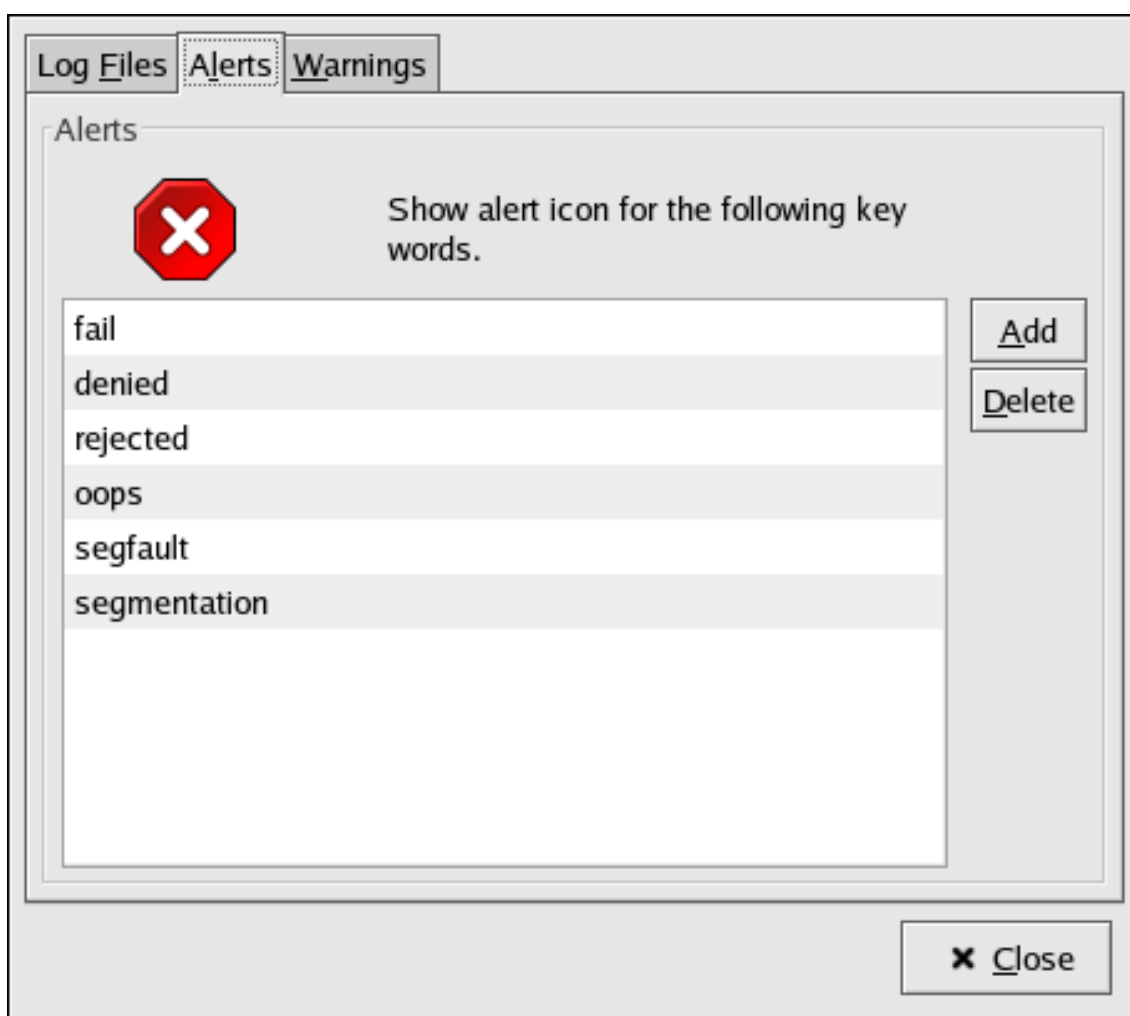 Log Files Alerts Warnings
Alerts
Show alert icon for the following key
words.
fail
denied
rejected
oops
segfault
segmentation
Add
Delete
Close